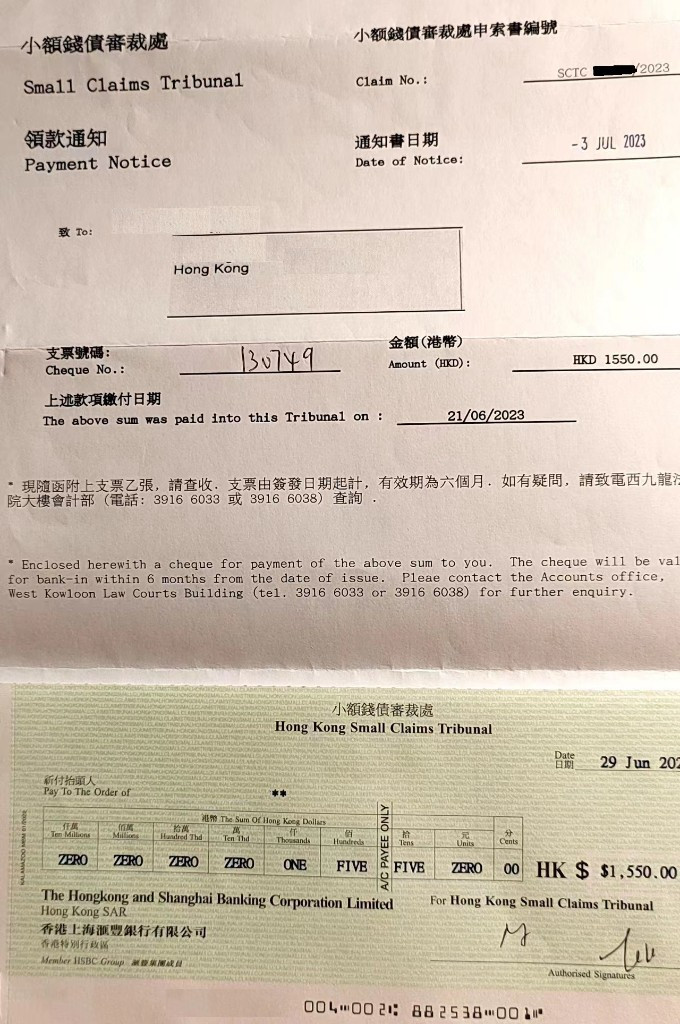 小額錢債審裁處
Small Claims Tribunal
小額錢債審裁處申索書編號
Claim No.: SCTC /2023
領款通知
Payment Notice
通知書日期
Date of Notice: -3 JUL 2023
致 To:
Hong Kong
支票號碼:
Cheque No.: 130749
金額(港幣)
Amount (HKD): HKD 1550.00
上述款項繳付日期
The above sum was paid into this Tribunal on : 21/06/2023
* 現隨函附上支票乙張, 請查收. 支票由簽發日期起計, 有效期為六個月. 如有疑問, 請致電西九龍法
院大樓會計部 (電話: 3916 6033 或 3916 6038) 查詢 .
* Enclosed herewith a cheque for payment of the above sum to you. The cheque will be val
for bank-in within 6 months from the date of issue. Pleae contact the Accounts office,
West Kowloon Law Courts Building (tel. 3916 6033 or 3916 6038) for further enquiry.
小額錢債審裁處
Hong Kong Small Claims Tribunal
Date
日期 29 Jun 202
祈付抬頭人
Pay To The Order of **
港幣 The Sum Of Hong Kong Dollars
仟萬 佰萬 拾萬 萬 仟 佰 拾 元 分
Ten Millions Millions Hundred Thd Ten Thd Thousands Hundreds Tens Units Cents
ZERO ZERO ZERO ZERO ONE FIVE FIVE ZERO 00
A/C PAYEE ONLY
HK $ $1,550.00
The Hongkong and Shanghai Banking Corporation Limited
Hong Kong SAR
香港上海滙豐銀行有限公司
香港特別行政區
Member HSBC Group 滙豐集團成員
For Hong Kong Small Claims Tribunal
Authorised Signatures
004 002 882538 001